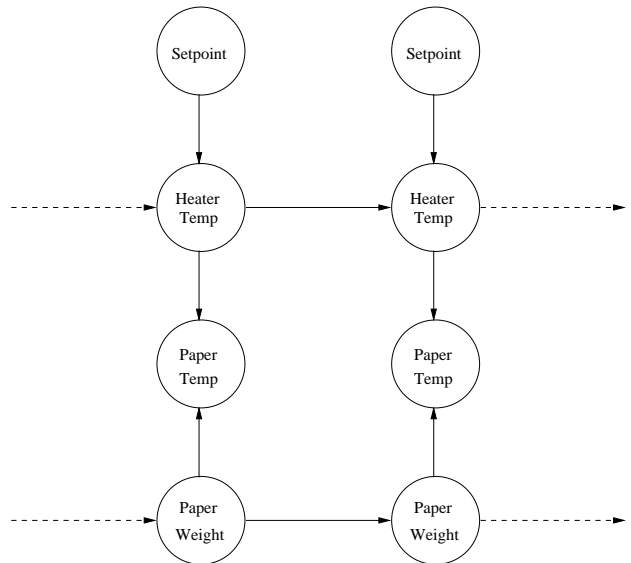 Setpoint
Setpoint
Heater
Temp
Heater
Temp
Paper
Temp
Paper
Temp
Paper
Weight
Paper
Weight